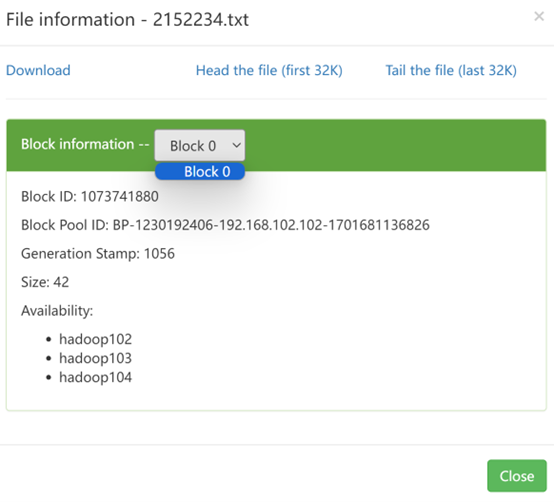 File information - 2152234.txt
×
Download Head the file (first 32K) Tail the file (last 32K)
Block information -- Block 0
Block 0
Block ID: 1073741880
Block Pool ID: BP-1230192406-192.168.102.102-1701681136826
Generation Stamp: 1056
Size: 42
Availability:
• hadoop102
• hadoop103
• hadoop104
Close